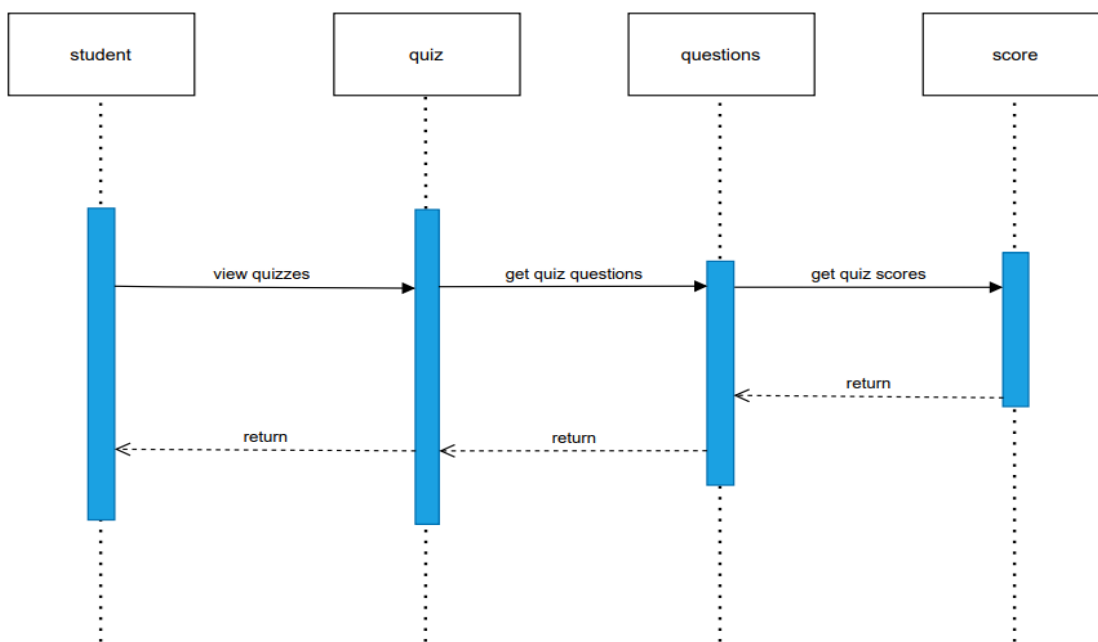 student
quiz
questions
score
view quizzes
get quiz questions
get quiz scores
return
return
return